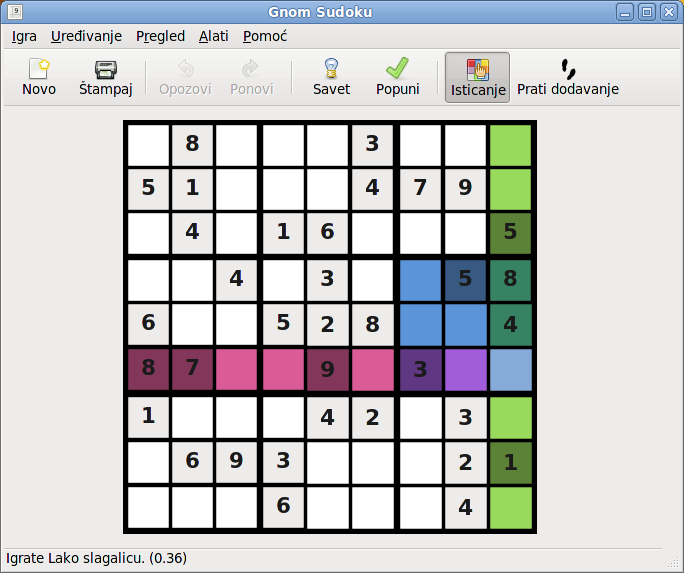 Gnom Sudoku
Igra Uređivanje Pregled Alati Pomoć
Novo Štampaj Opozovi Ponovi Savet Popuni Isticanje Prati dodavanje
8 3
5 1 4 7 9
4 1 6 5
4 3 5 8
6 5 2 8 4
8 7 9 3
1 4 2 3
6 9 3 2 1
6 4
Igrate Lako slagalicu. (0.36)